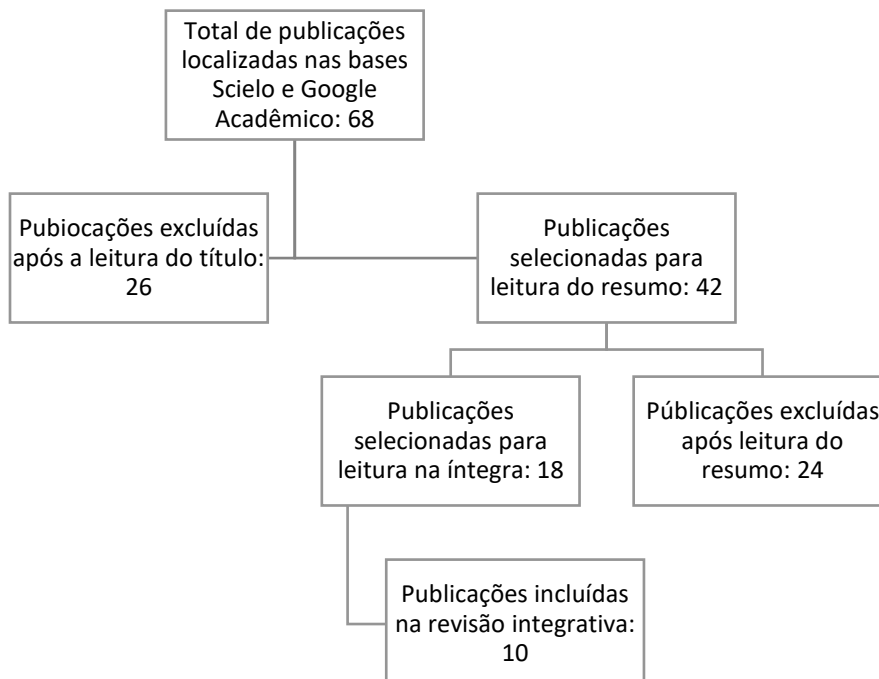 Total de publicações
localizadas nas bases
Scielo e Google
Acadêmico: 68
Pubiocações excluídas
após a leitura do título:
26
Publicações
selecionadas para
leitura do resumo: 42
Publicações
selecionadas para
leitura na íntegra: 18
Públicações excluídas
após leitura do
resumo: 24
Publicações incluídas
na revisão integrativa:
10